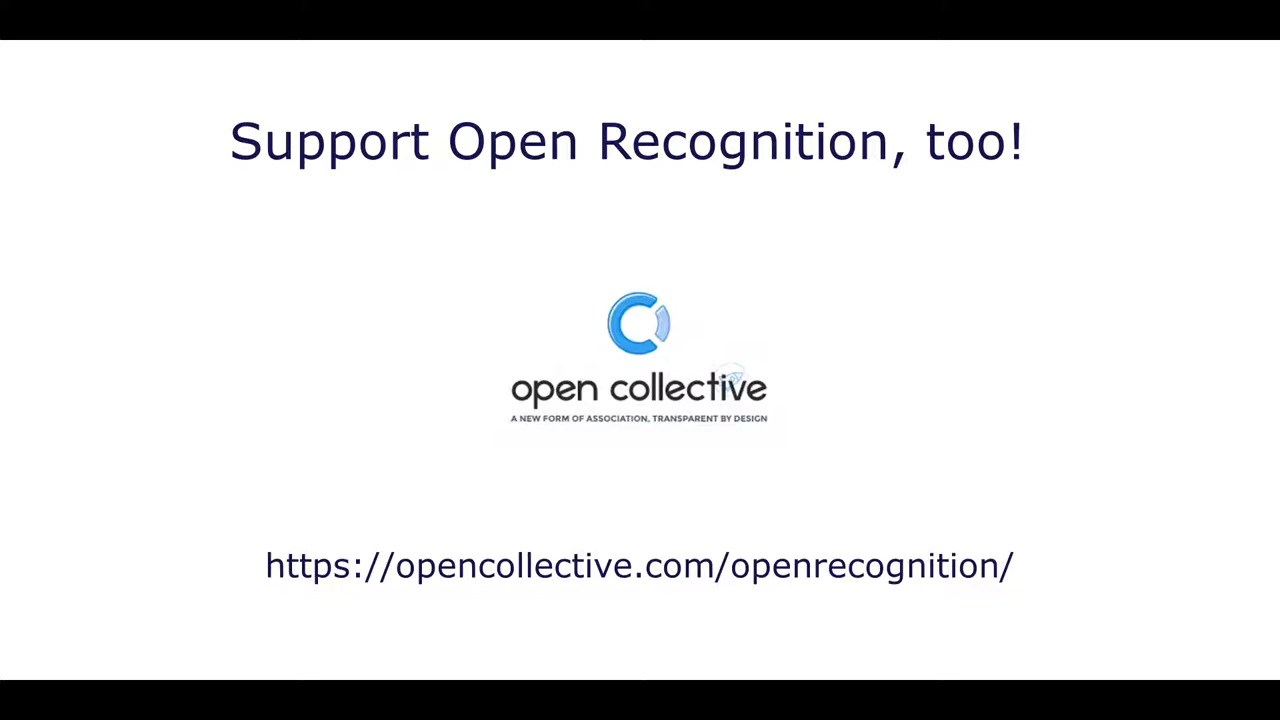 Support Open Recognition, too!
open collective
A NEW FORM OF ASSOCIATION, TRANSPARENT BY DESIGN
https://opencollective.com/openrecognition/